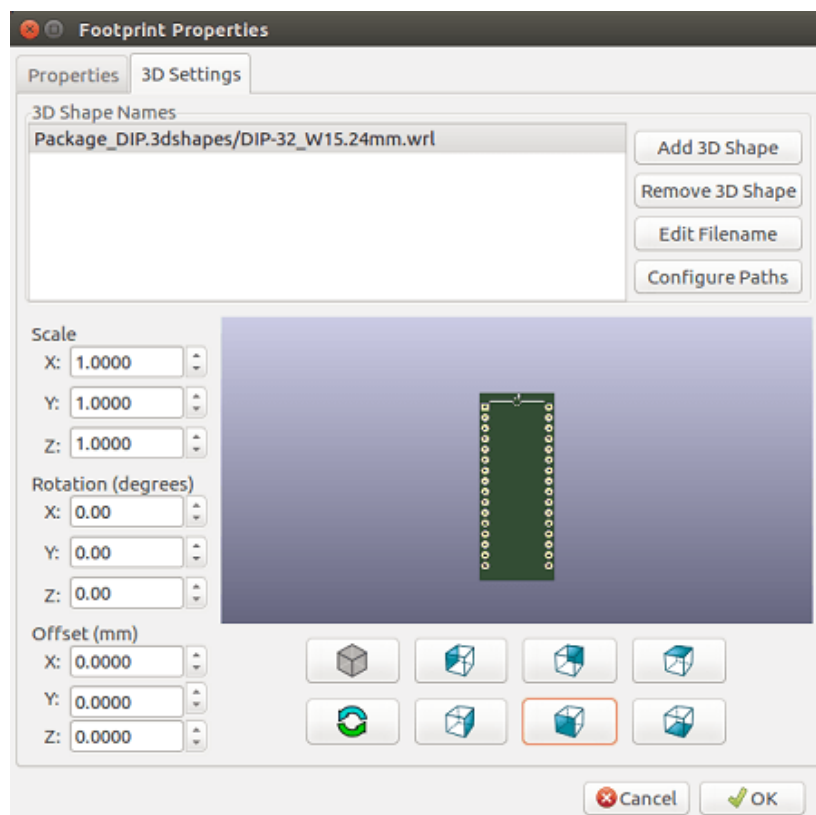 Footprint Properties
Properties
3D Settings
3D Shape Names
Package_DIP.3dshapes/DIP-32_W15.24mm.wrl
Add 3D Shape
Remove 3D Shape
Edit Filename
Configure Paths
Scale
X: 1.0000
Y: 1.0000
Z: 1.0000
Rotation (degrees)
X: 0.00
Y: 0.00
Z: 0.00
Offset (mm)
X: 0.0000
Y: 0.0000
Z: 0.0000
Cancel
OK